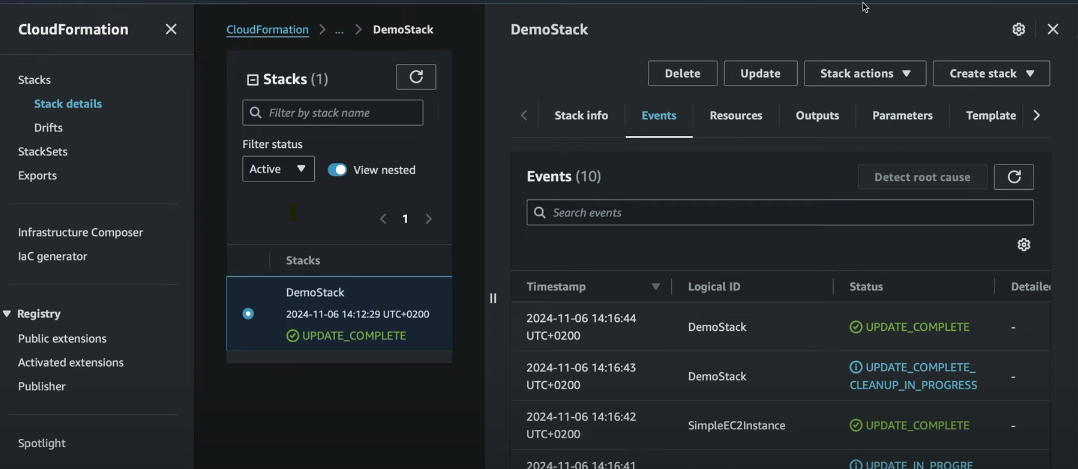 CloudFormation
Stacks
Stack details
Drifts
StackSets
Exports
Infrastructure Composer
IaC generator
Registry
Public extensions
Activated extensions
Publisher
Spotlight
CloudFormation > ... > DemoStack
Stacks (1)
Filter by stack name
Filter status
Active
View nested
1
Stacks
DemoStack
2024-11-06 14:12:29 UTC+0200
UPDATE_COMPLETE
DemoStack
Delete Update Stack actions Create stack
Stack info Events Resources Outputs Parameters Template
Events (10)
Detect root cause
Search events
Timestamp Logical ID Status Detailed
2024-11-06 14:16:44
UTC+0200
DemoStack
UPDATE_COMPLETE
-
2024-11-06 14:16:43
UTC+0200
DemoStack
UPDATE_COMPLETE_
CLEANUP_IN_PROGRESS
-
2024-11-06 14:16:42
UTC+0200
SimpleEC2Instance
UPDATE_COMPLETE
-
2024-11-06 14:16:41
UPDATE_IN_PROGRE